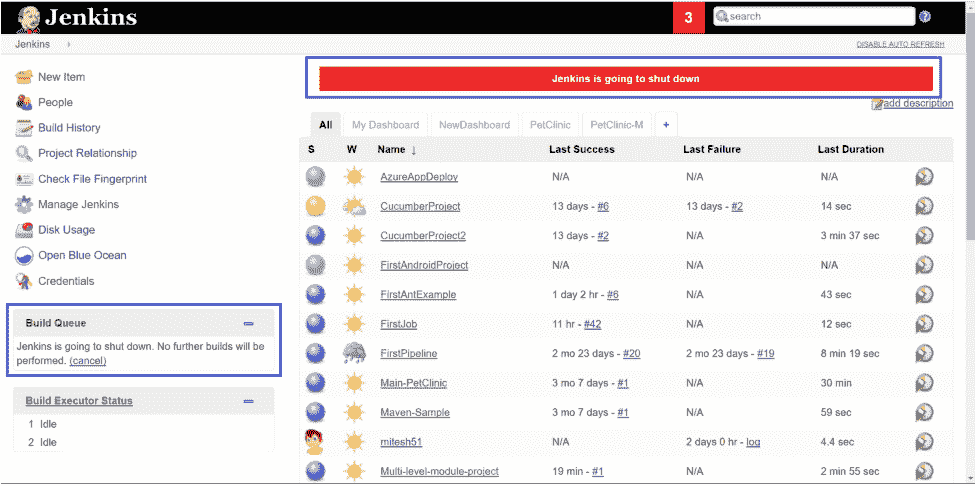 Jenkins
3
search
Jenkins
DISABLE AUTO REFRESH
New Item
People
Build History
Project Relationship
Check File Fingerprint
Manage Jenkins
Disk Usage
Open Blue Ocean
Credentials
Build Queue
Jenkins is going to shut down. No further builds will be
performed. (cancel)
Build Executor Status
1 Idle
2 Idle
Jenkins is going to shut down
add description
All My Dashboard NewDashboard PetClinic PetClinic-M +
S W Name ↓ Last Success Last Failure Last Duration
AzureAppDeploy N/A N/A N/A
CucumberProject 13 days - #6 13 days - #2 14 sec
CucumberProject2 13 days - #2 N/A 3 min 37 sec
FirstAndroidProject N/A N/A N/A
FirstAntExample 1 day 2 hr - #6 N/A 43 sec
FirstJob 11 hr - #42 N/A 12 sec
FirstPipeline 2 mo 23 days - #20 2 mo 23 days - #19 8 min 19 sec
Main-PetClinic 3 mo 7 days - #1 N/A 30 min
Maven-Sample 3 mo 7 days - #1 N/A 59 sec
mitesh51 N/A 2 days 0 hr - log 4.4 sec
Multi-level-module-project 19 min - #1 N/A 2 min 55 sec